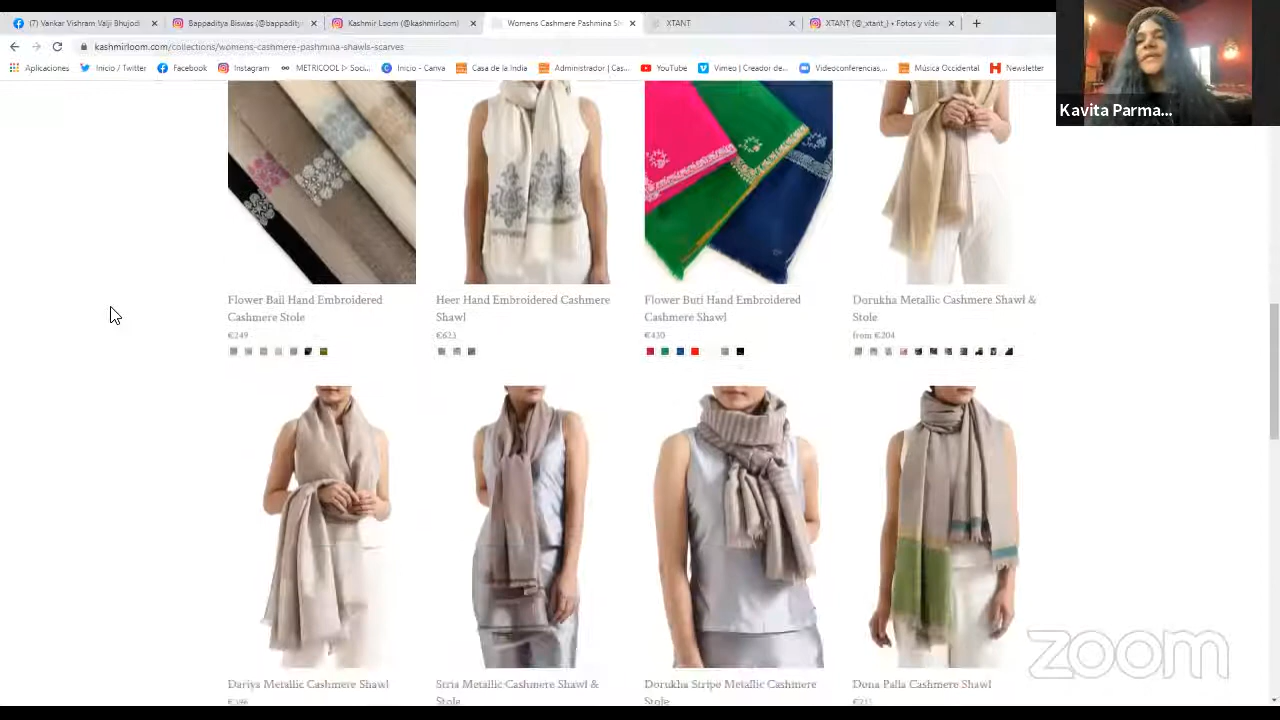 (7) Vankar Vishram Valji Bhujodi
Bappaditya Biswas (@bappadity
Kashmir Loom (@kashmirloom)
Womens Cashmere Pashmina Sh
XTANT
XTANT (@_xtant_) • Fotos y víde
kashmirloom.com/collections/womens-cashmere-pashmina-shawls-scarves
Aplicaciones
Inicio / Twitter
Facebook
Instagram
METRICOOL ▷ Soci...
Inicio - Canva
Casa de la India
Administrador | Cas...
YouTube
Vimeo | Creador de...
Videoconferencias,...
Música Occidental
Newsletter
Kavita Parma...
Flower Bail Hand Embroidered
Cashmere Stole
€249
Heer Hand Embroidered Cashmere
Shawl
€623
Flower Buti Hand Embroidered
Cashmere Shawl
€430
Dorukha Metallic Cashmere Shawl &
Stole
from €204
Dariya Metallic Cashmere Shawl
Stria Metallic Cashmere Shawl &
Stole
Dorukha Stripe Metallic Cashmere
Stole
Dona Palla Cashmere Shawl
zoom